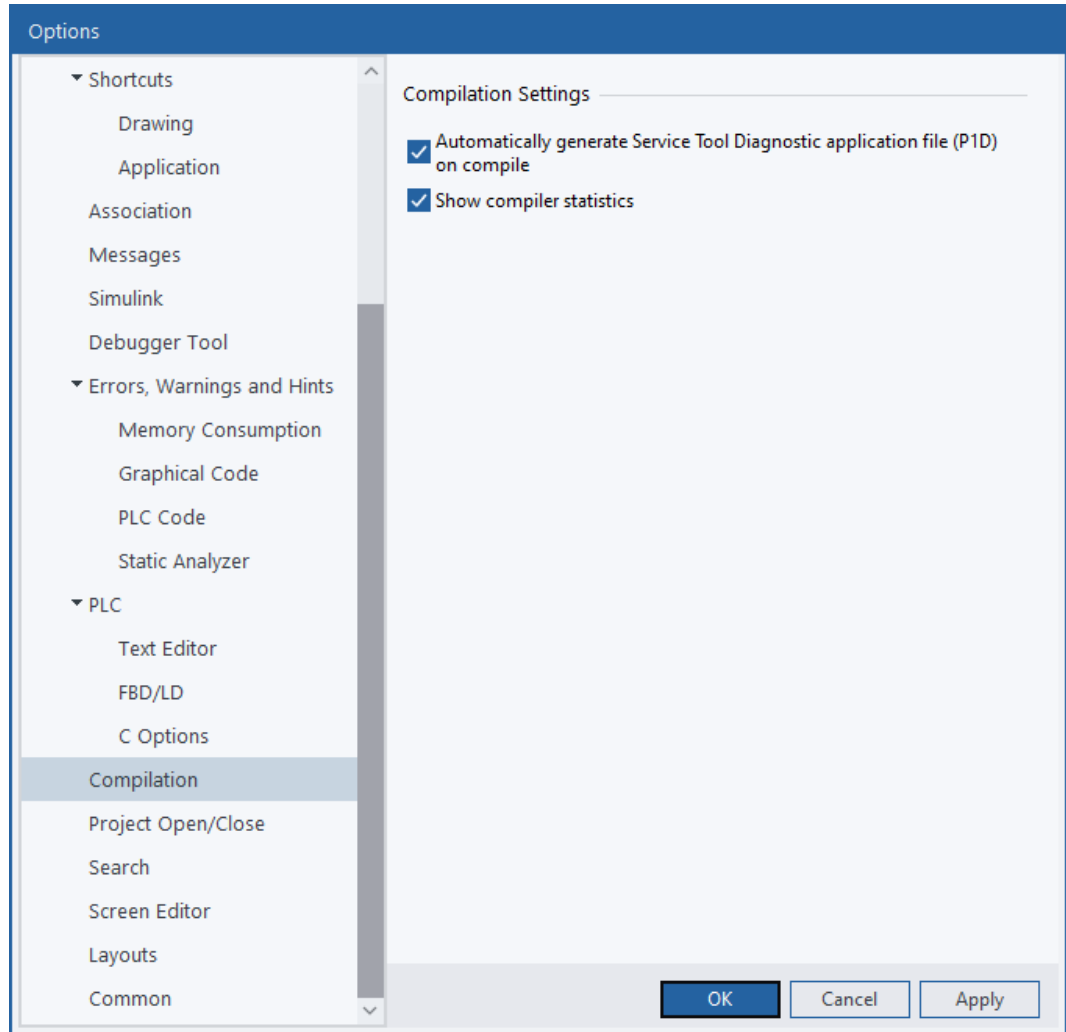 Options
Shortcuts
Drawing
Application
Association
Messages
Simulink
Debugger Tool
Errors, Warnings and Hints
Memory Consumption
Graphical Code
PLC Code
Static Analyzer
PLC
Text Editor
FBD/LD
C Options
Compilation
Project Open/Close
Search
Screen Editor
Layouts
Common
Compilation Settings
Automatically generate Service Tool Diagnostic application file (P1D)
on compile
Show compiler statistics
OK
Cancel
Apply